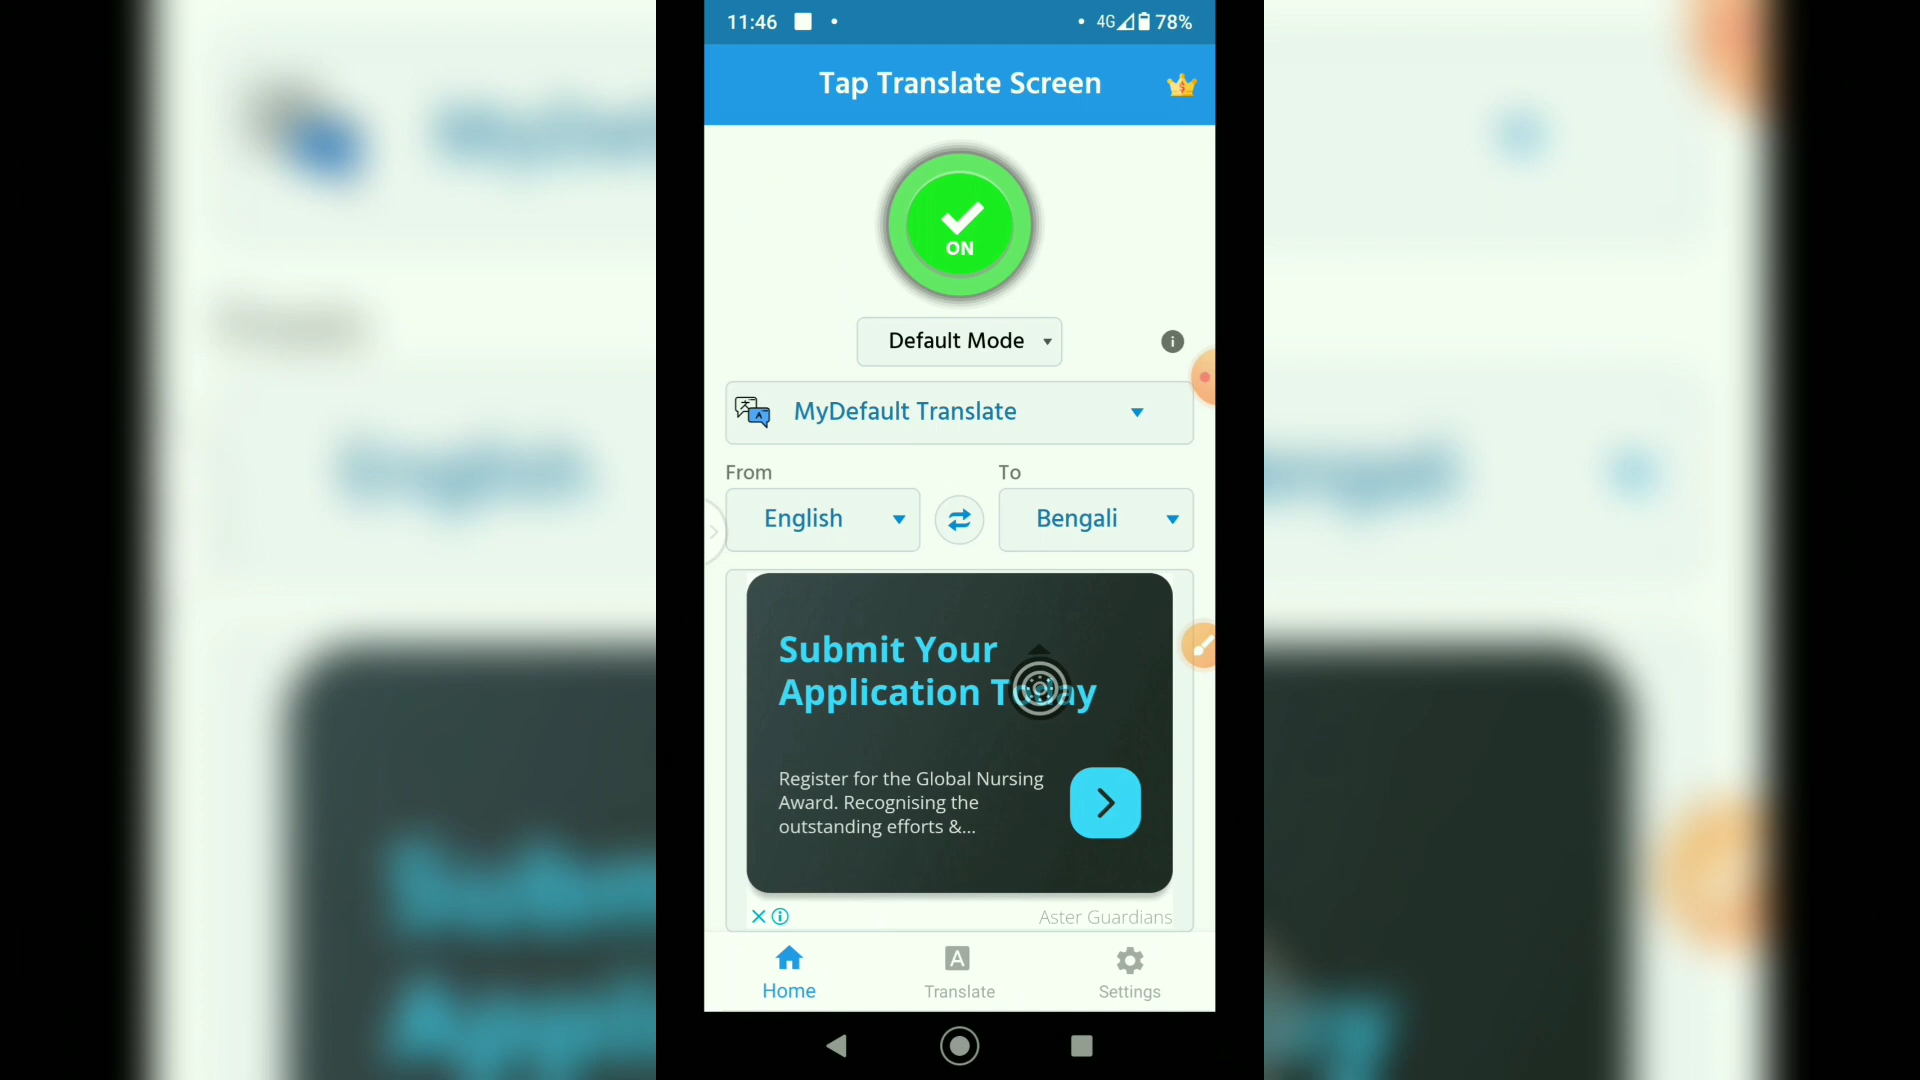 11:46 4G 78%
Tap Translate Screen
ON
Default Mode
MyDefault Translate
From To
English Bengali
Submit Your
Application Today
Register for the Global Nursing
Award. Recognising the
outstanding efforts &...
Aster Guardians
Home Translate Settings